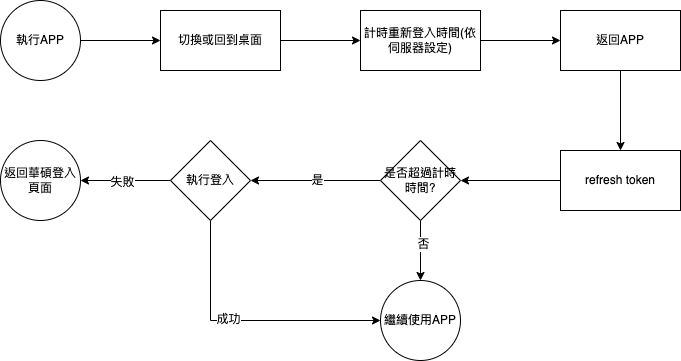 執行APP
切換或回到桌面
計時重新登入時間(依
伺服器設定)
返回APP
refresh token
是否超過計時
時間?
是
執行登入
失敗
返回華碩登入
頁面
否
成功
繼續使用APP